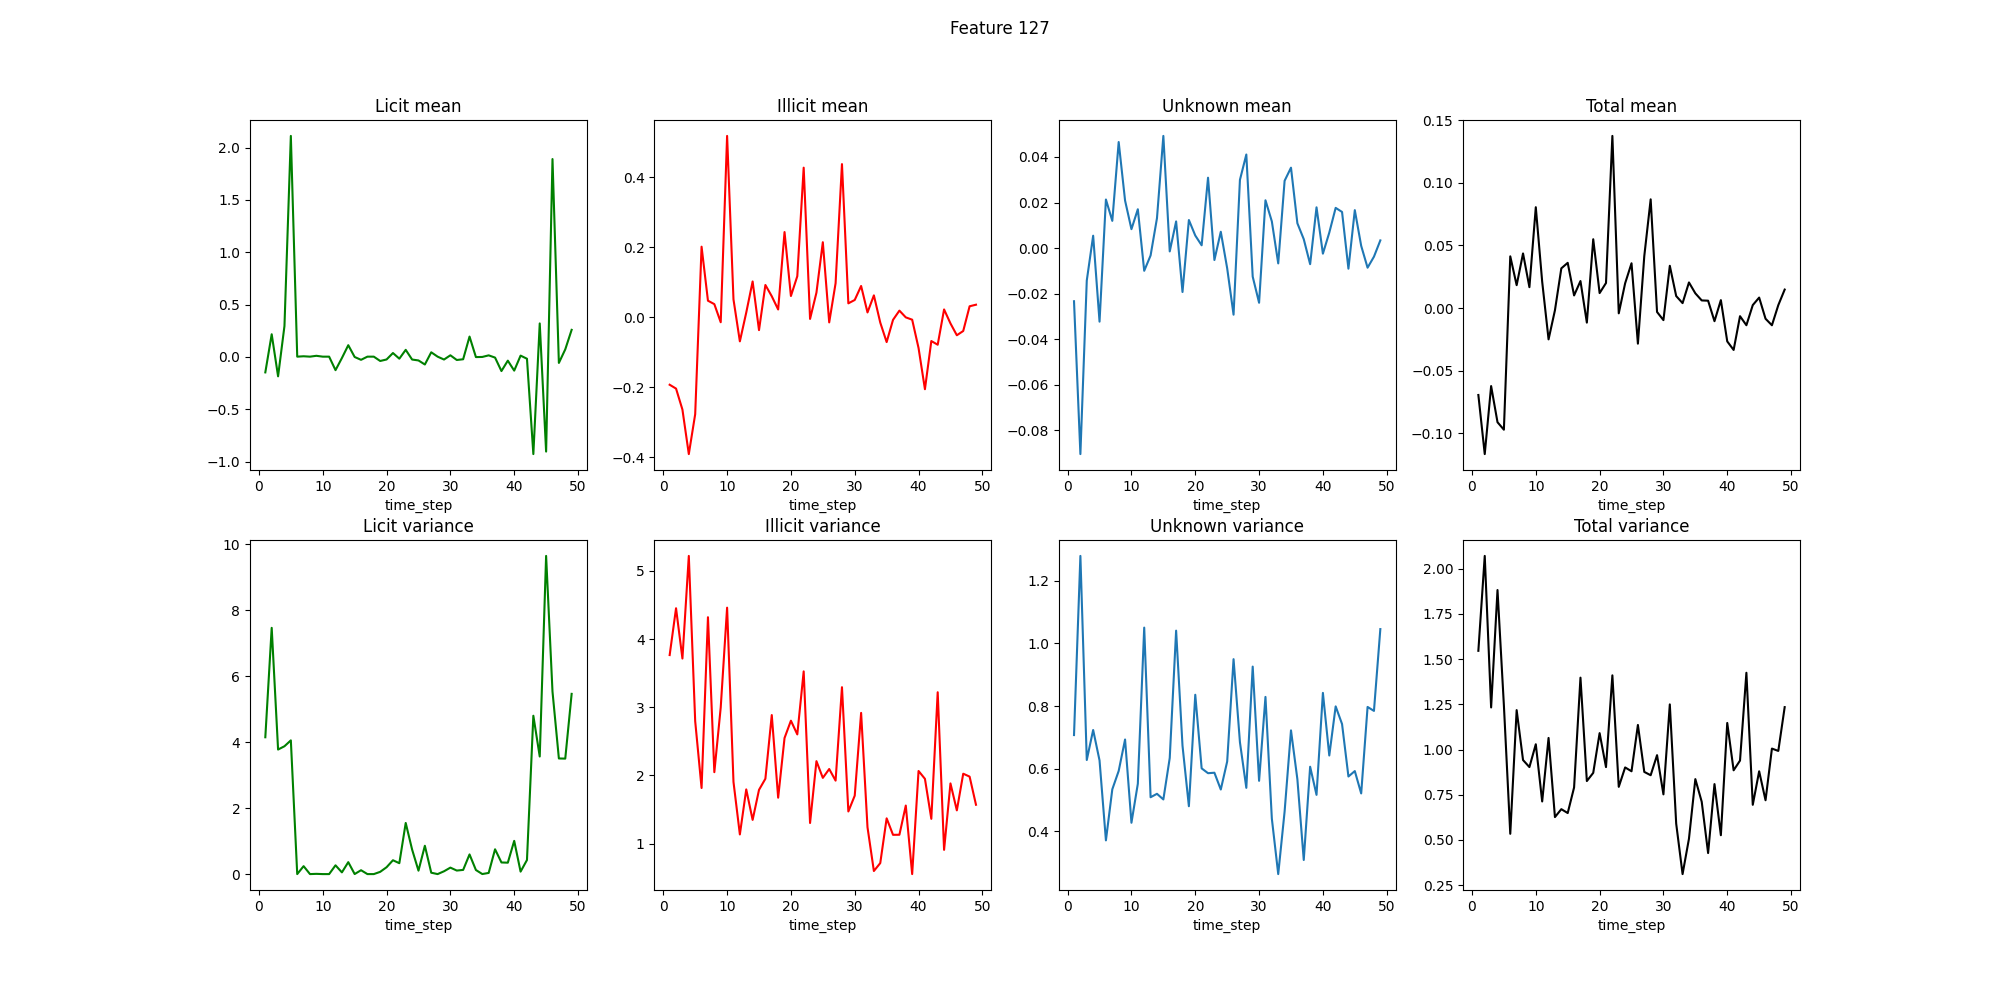 Feature 127
Licit mean
Illicit mean
Unknown mean
Total mean
2.0
1.5
1.0
0.5
0.0
−0.5
−1.0
0 10 20 30 40 50
time_step
0.4
0.2
0.0
−0.2
−0.4
0 10 20 30 40 50
time_step
0.04
0.02
0.00
−0.02
−0.04
−0.06
−0.08
0 10 20 30 40 50
time_step
0.15
0.10
0.05
0.00
−0.05
−0.10
0 10 20 30 40 50
time_step
Licit variance
Illicit variance
Unknown variance
Total variance
10
8
6
4
2
0
0 10 20 30 40 50
time_step
5
4
3
2
1
0 10 20 30 40 50
time_step
1.2
1.0
0.8
0.6
0.4
0 10 20 30 40 50
time_step
2.00
1.75
1.50
1.25
1.00
0.75
0.50
0.25
0 10 20 30 40 50
time_step